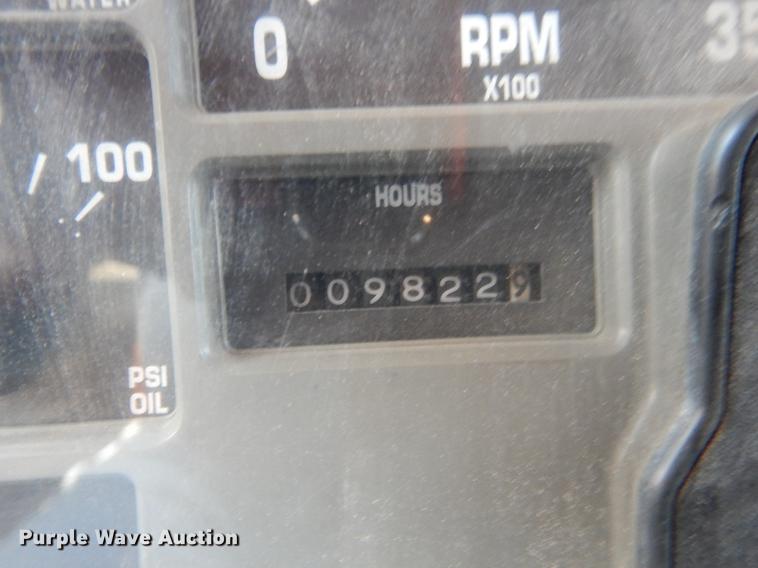 WATER
0 RPM 35
X100
100
HOURS
0098229
PSI
OIL
Purple Wave Auction